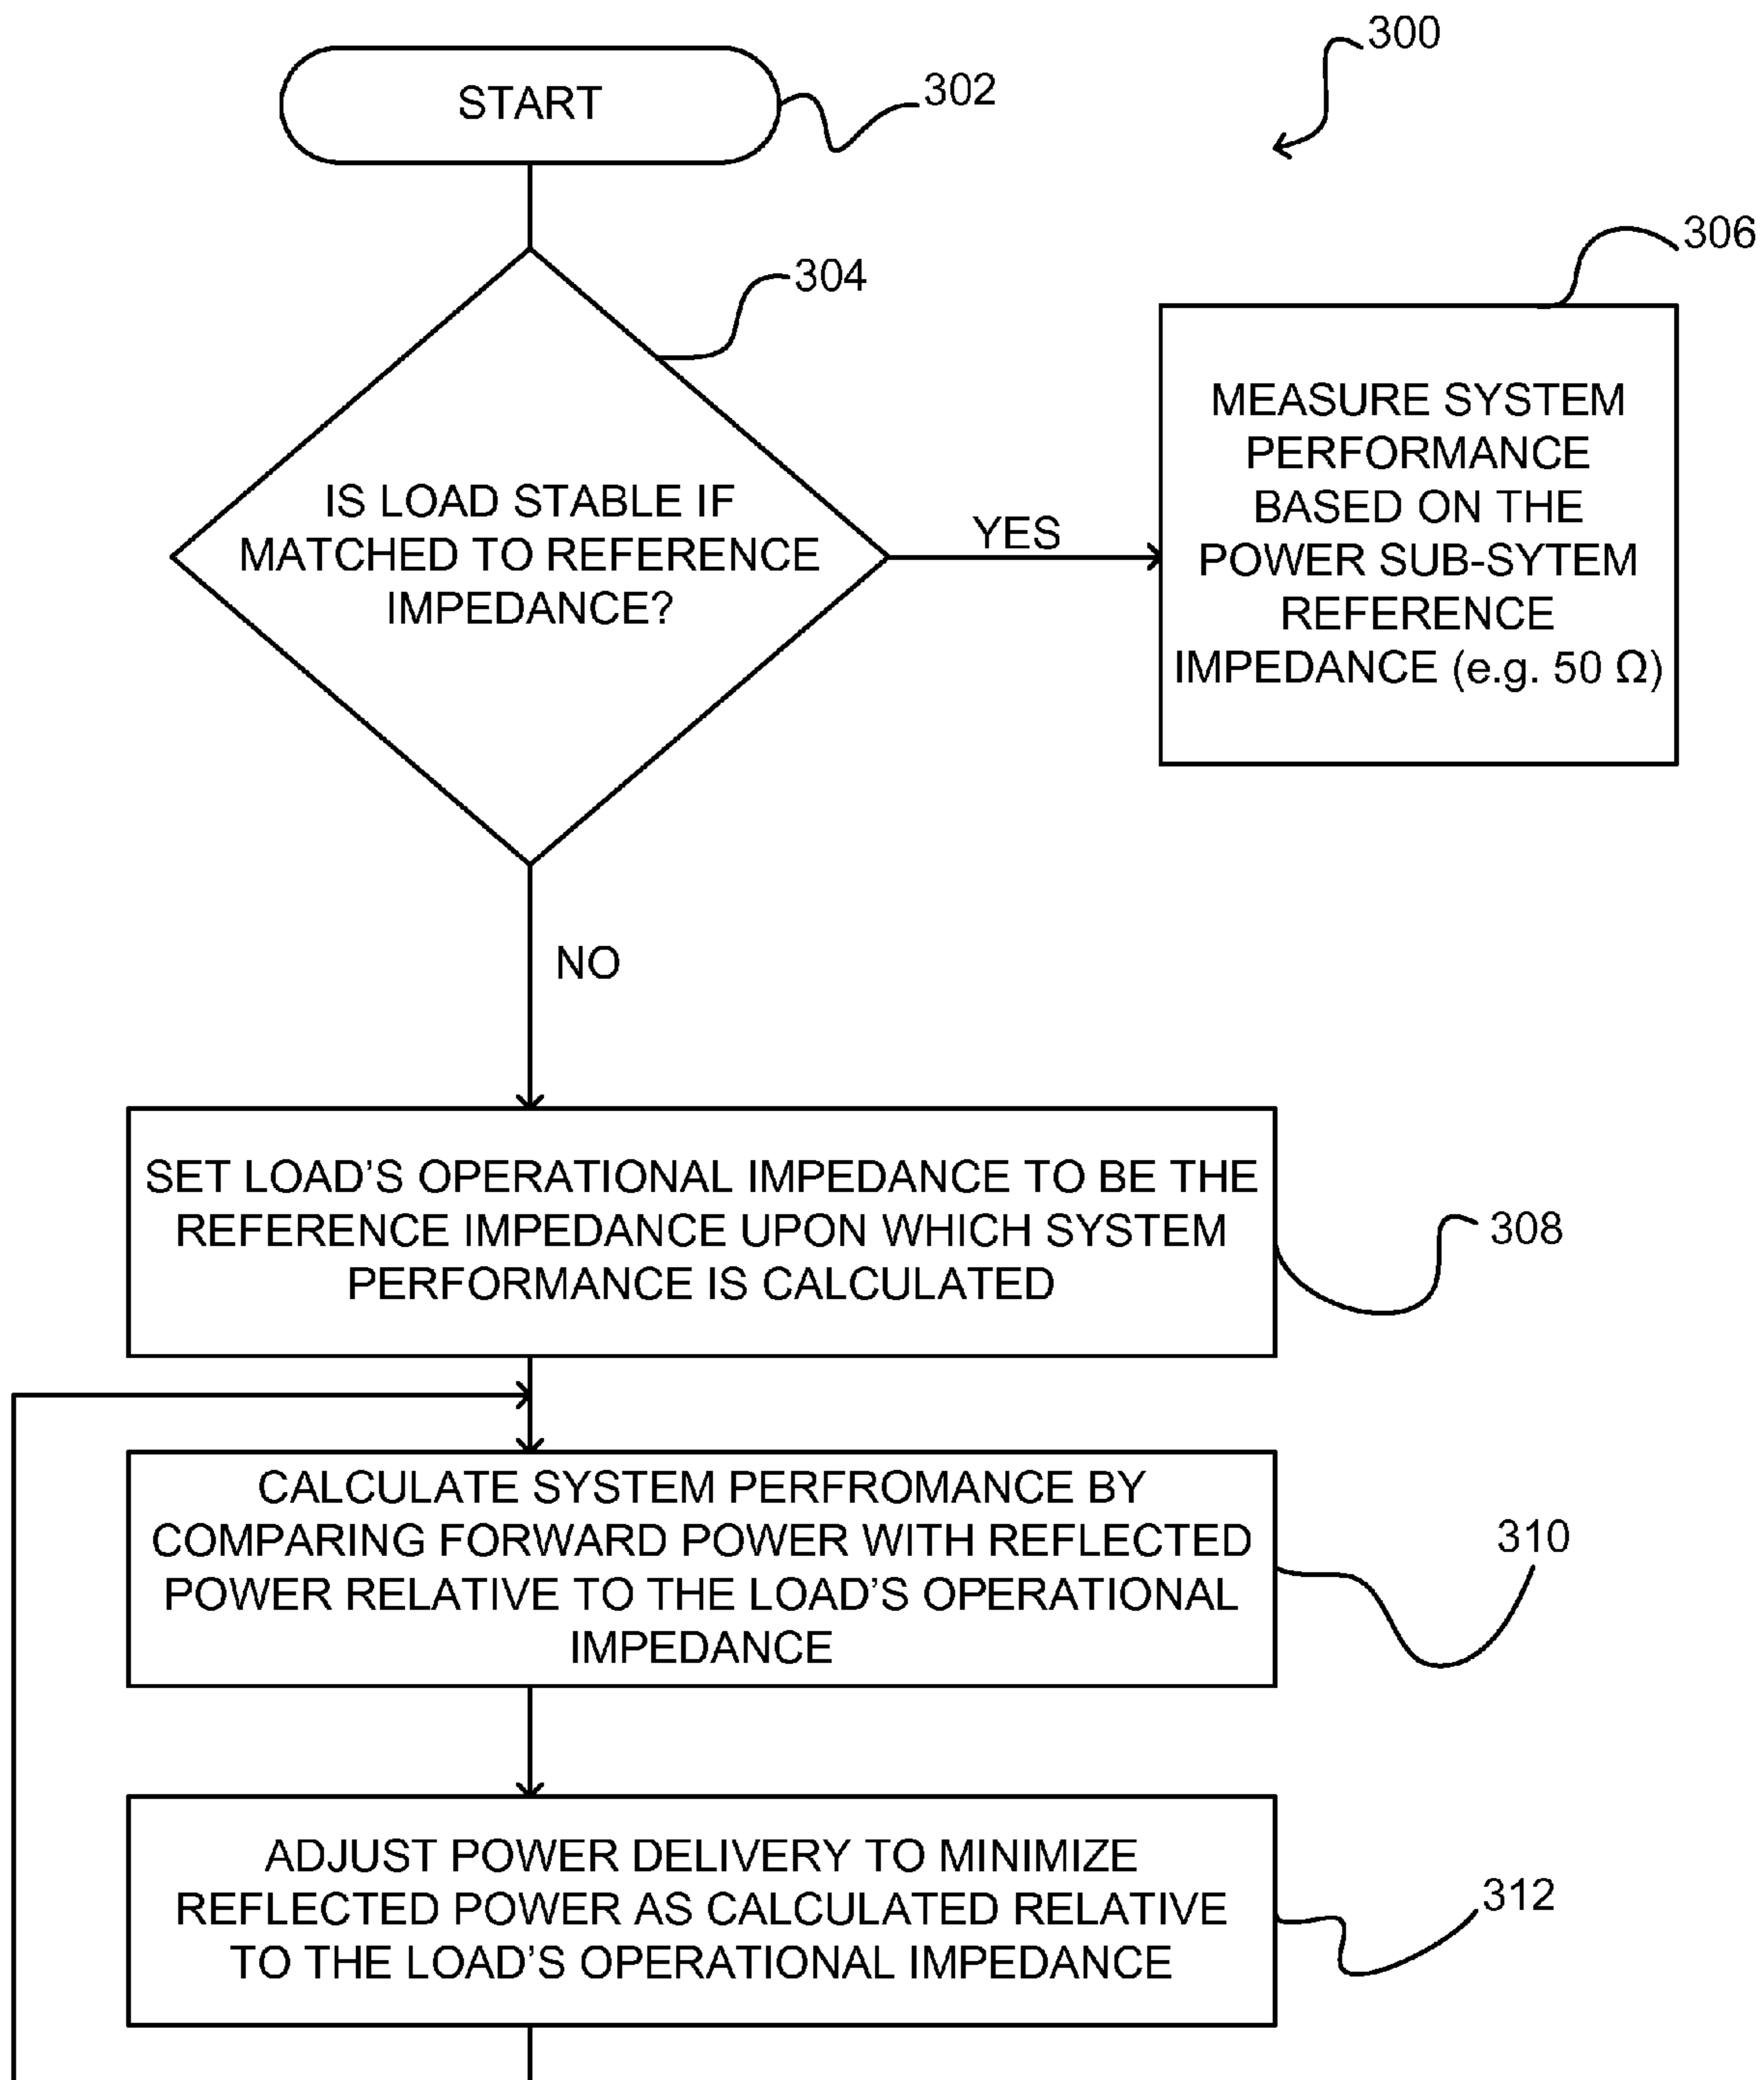 300
START
302
304
IS LOAD STABLE IF
MATCHED TO REFERENCE
IMPEDANCE?
YES
306
MEASURE SYSTEM
PERFORMANCE
BASED ON THE
POWER SUB-SYTEM
REFERENCE
IMPEDANCE (e.g. 50 Ω)
NO
SET LOAD'S OPERATIONAL IMPEDANCE TO BE THE
REFERENCE IMPEDANCE UPON WHICH SYSTEM
PERFORMANCE IS CALCULATED
308
CALCULATE SYSTEM PERFROMANCE BY
COMPARING FORWARD POWER WITH REFLECTED
POWER RELATIVE TO THE LOAD'S OPERATIONAL
IMPEDANCE
310
ADJUST POWER DELIVERY TO MINIMIZE
REFLECTED POWER AS CALCULATED RELATIVE
TO THE LOAD'S OPERATIONAL IMPEDANCE
312